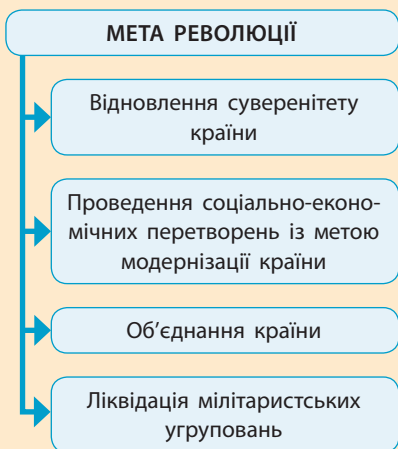 МЕТА РЕВОЛЮЦІЇ
Відновлення суверенітету
країни
Проведення соціально-еконо-
мічних перетворень із метою
модернізації країни
Об’єднання країни
Ліквідація мілітаристських
угруповань